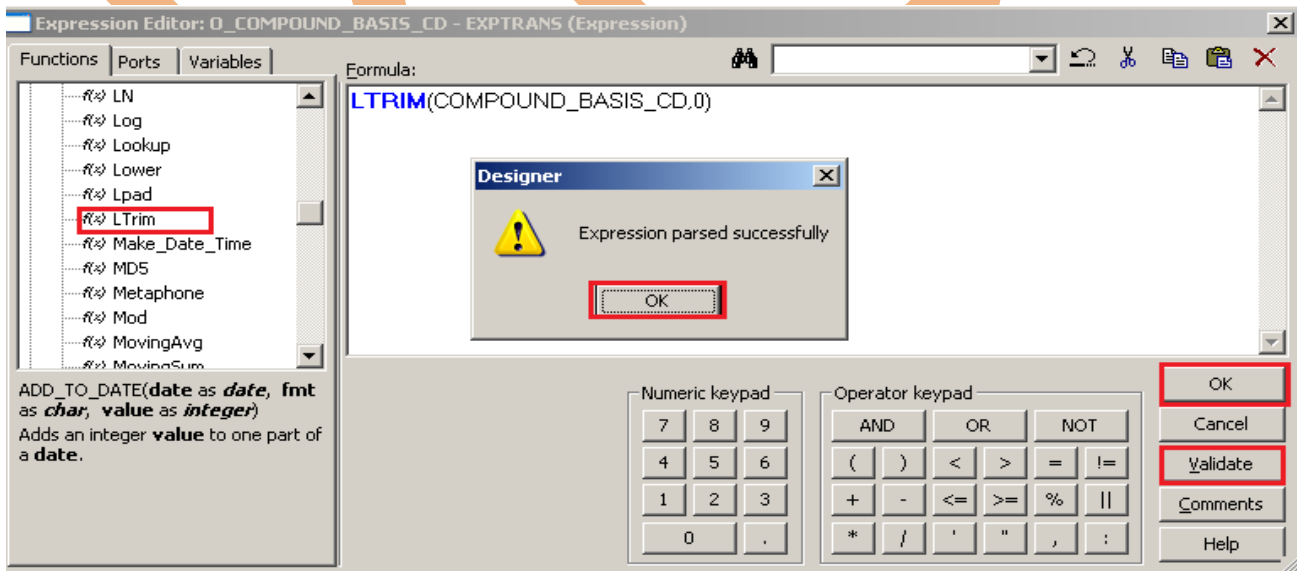 Expression Editor: O_COMPOUND_BASIS_CD - EXPTRANS (Expression)
Functions Ports Variables
Formula:
f(x) LN
f(x) Log
f(x) Lookup
f(x) Lower
f(x) Lpad
f(x) LTrim
f(x) Make_Date_Time
f(x) MD5
f(x) Metaphone
f(x) Mod
f(x) MovingAvg
f(x) MovingSum
LTRIM(COMPOUND_BASIS_CD,0)
Designer
Expression parsed successfully
OK
ADD_TO_DATE(date as date, fmt
as char, value as integer)
Adds an integer value to one part of
a date.
Numeric keypad
7 8 9
4 5 6
1 2 3
0 .
Operator keypad
AND OR NOT
( ) < > = !=
+ - <= >= % ||
* / ' " , :
OK
Cancel
Validate
Comments
Help